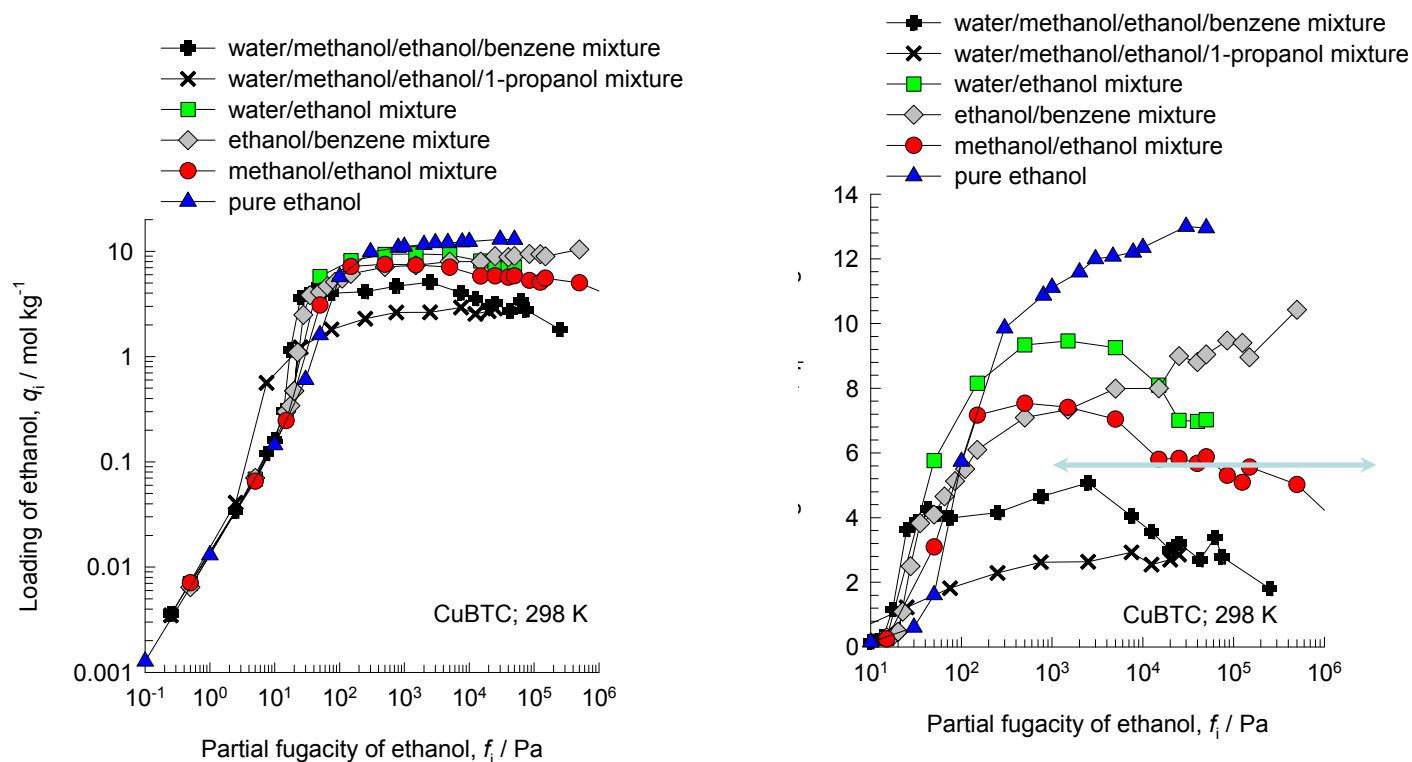 water/methanol/ethanol/benzene mixture
water/methanol/ethanol/1-propanol mixture
water/ethanol mixture
ethanol/benzene mixture
methanol/ethanol mixture
pure ethanol
10
1
0.1
0.01
0.001
Loading of ethanol, qᵢ / mol kg⁻¹
CuBTC; 298 K
10⁻¹ 10⁰ 10¹ 10² 10³ 10⁴ 10⁵ 10⁶
Partial fugacity of ethanol, fᵢ / Pa
water/methanol/ethanol/benzene mixture
water/methanol/ethanol/1-propanol mixture
water/ethanol mixture
ethanol/benzene mixture
methanol/ethanol mixture
pure ethanol
14
12
10
8
6
4
2
0
CuBTC; 298 K
10¹ 10² 10³ 10⁴ 10⁵ 10⁶
Partial fugacity of ethanol, fᵢ / Pa